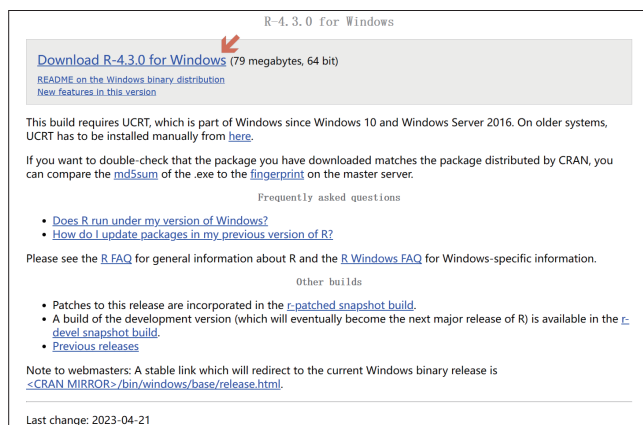 R-4.3.0 for Windows
Download R-4.3.0 for Windows (79 megabytes, 64 bit)
README on the Windows binary distribution
New features in this version
This build requires UCRT, which is part of Windows since Windows 10 and Windows Server 2016. On older systems,
UCRT has to be installed manually from here.
If you want to double-check that the package you have downloaded matches the package distributed by CRAN, you
can compare the md5sum of the .exe to the fingerprint on the master server.
Frequently asked questions
• Does R run under my version of Windows?
• How do I update packages in my previous version of R?
Please see the R FAQ for general information about R and the R Windows FAQ for Windows-specific information.
Other builds
• Patches to this release are incorporated in the r-patched snapshot build.
• A build of the development version (which will eventually become the next major release of R) is available in the r-
devel snapshot build.
• Previous releases
Note to webmasters: A stable link which will redirect to the current Windows binary release is
<CRAN MIRROR>/bin/windows/base/release.html.
Last change: 2023-04-21